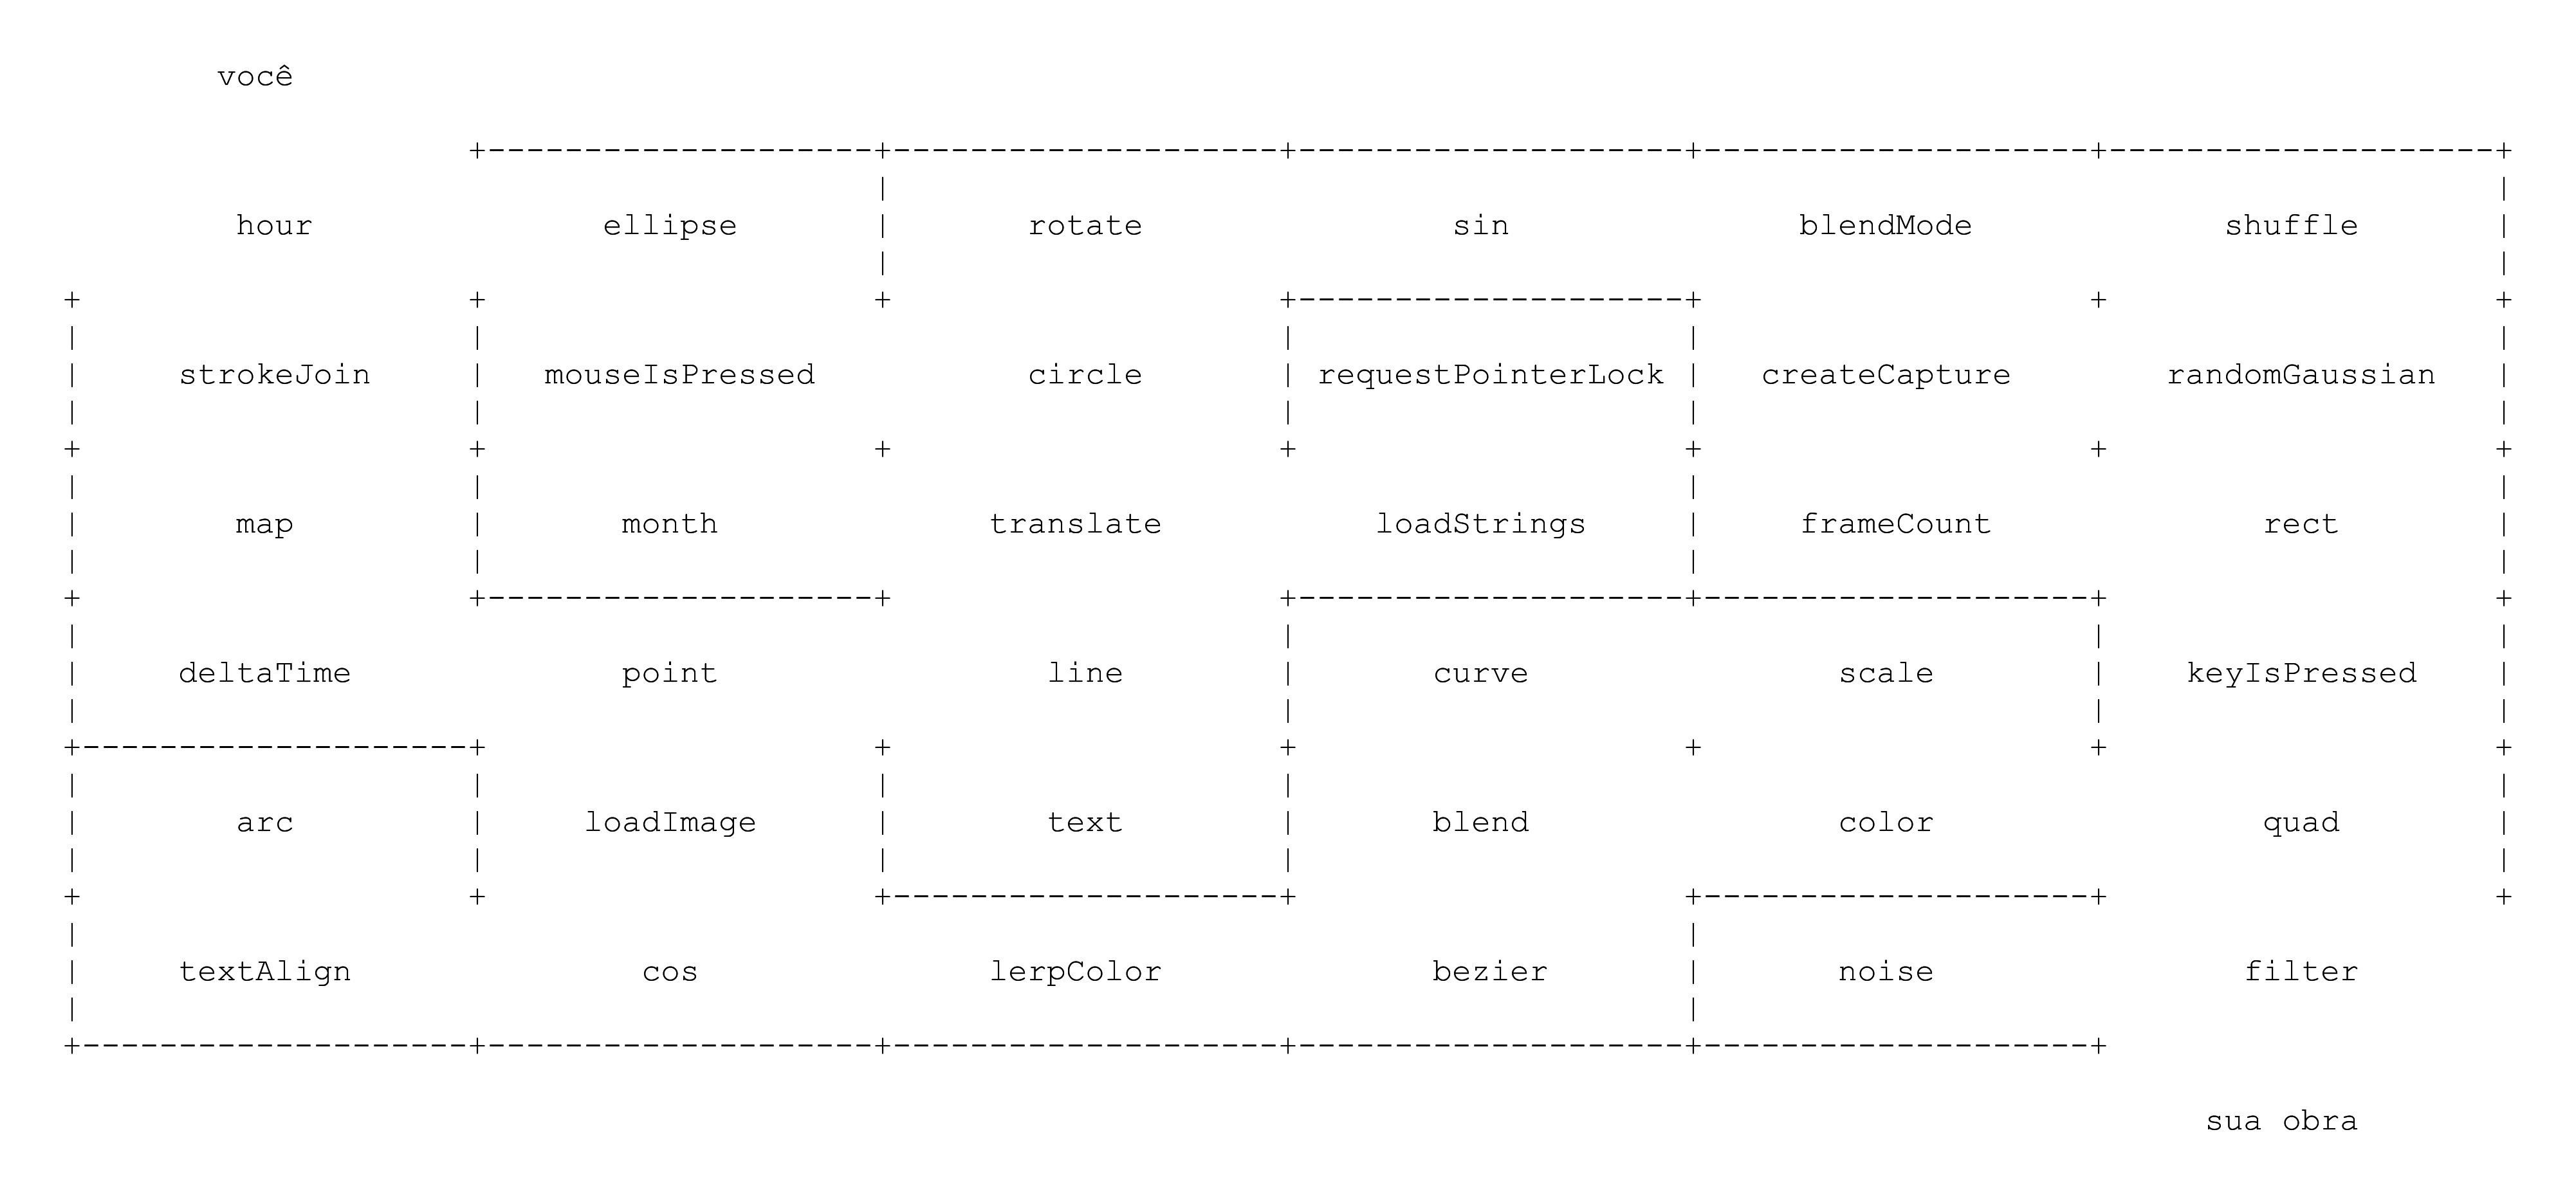 você
hour ellipse rotate sin blendMode shuffle
strokeJoin mouseIsPressed circle requestPointerLock createCapture randomGaussian
map month translate loadStrings frameCount rect
deltaTime point line curve scale keyIsPressed
arc loadImage text blend color quad
textAlign cos lerpColor bezier noise filter
sua obra